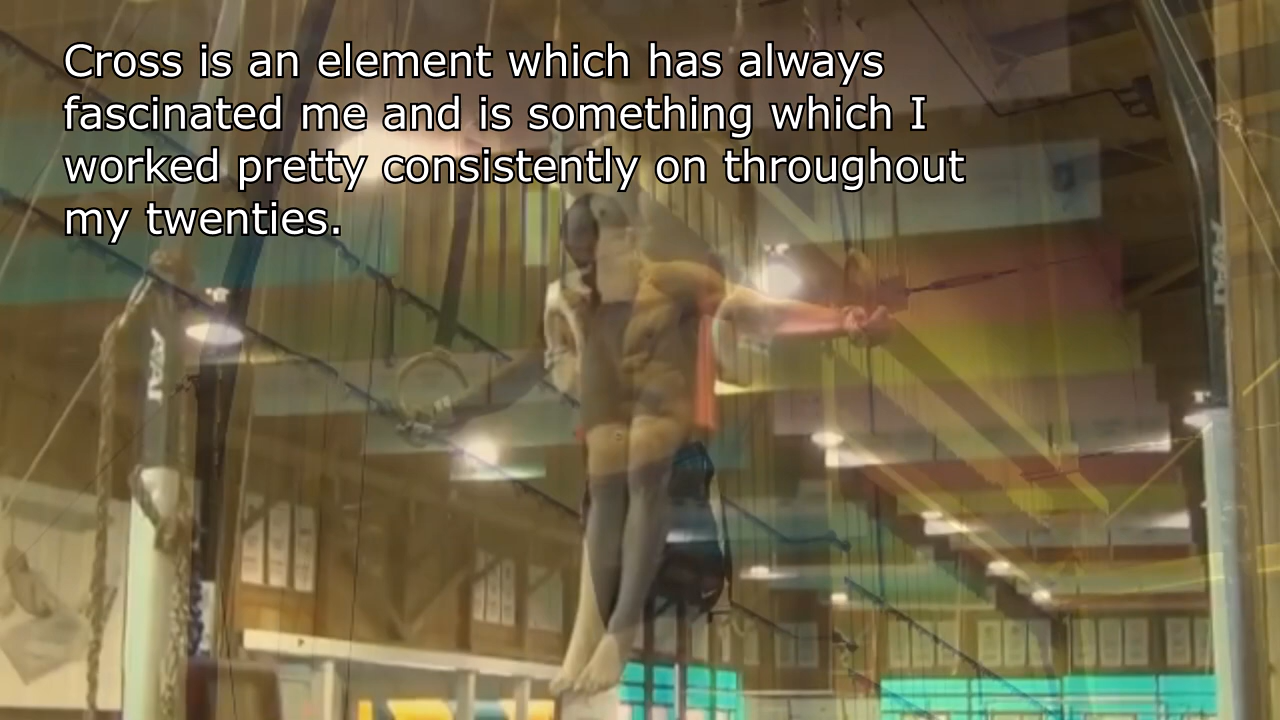 Cross is an element which has always
fascinated me and is something which I
worked pretty consistently on throughout
my twenties.